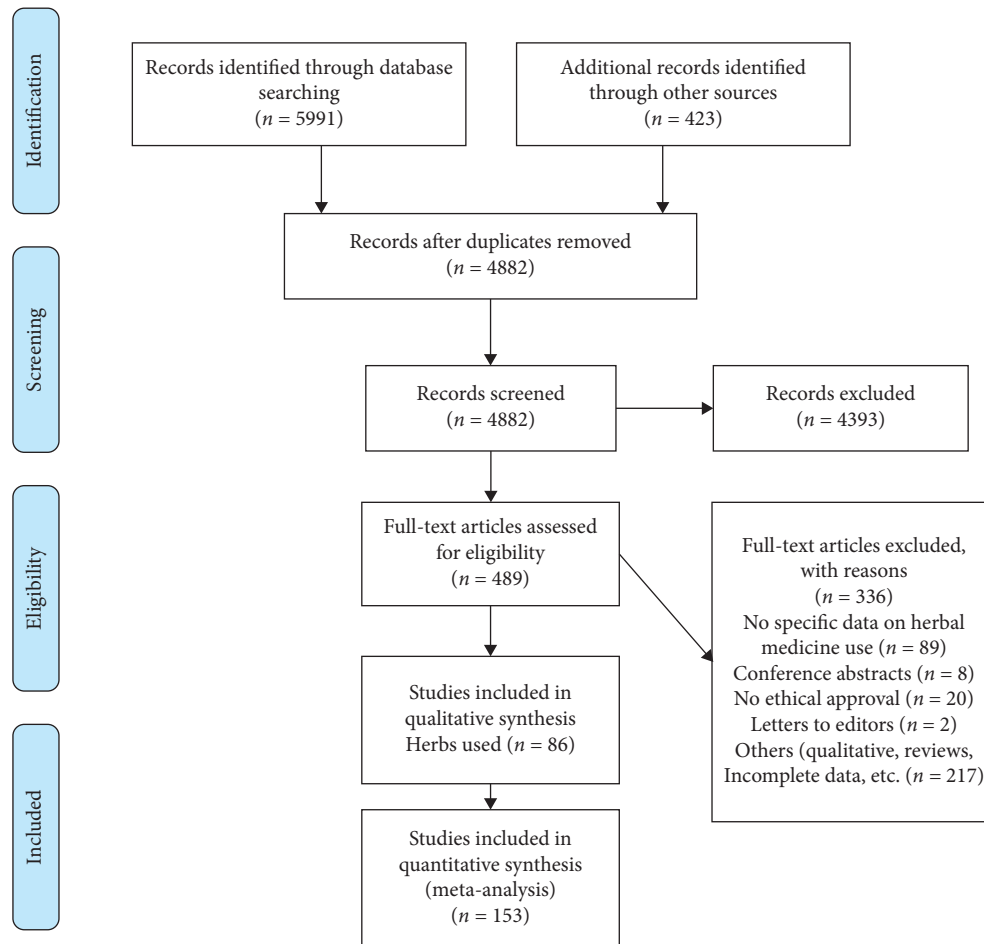 Identification
Records identified through database
searching
(n = 5991)
Additional records identified
through other sources
(n = 423)
Records after duplicates removed
(n = 4882)
Screening
Records screened
(n = 4882)
Records excluded
(n = 4393)
Eligibility
Full-text articles assessed
for eligibility
(n = 489)
Full-text articles excluded,
with reasons
(n = 336)
No specific data on herbal
medicine use (n = 89)
Conference abstracts (n = 8)
No ethical approval (n = 20)
Letters to editors (n = 2)
Others (qualitative, reviews,
Incomplete data, etc. (n = 217)
Studies included in
qualitative synthesis
Herbs used (n = 86)
Included
Studies included in
quantitative synthesis
(meta-analysis)
n = 153